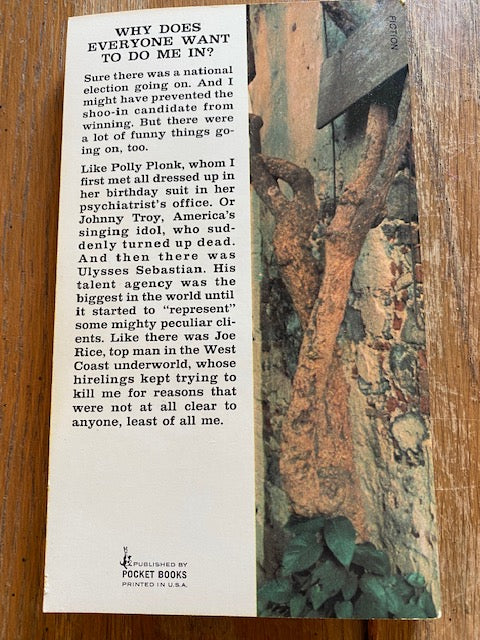 WHY DOES
EVERYONE WANT
TO DO ME IN?
Sure there was a national
election going on. And I
might have prevented the
shoo-in candidate from
winning. But there were
a lot of funny things go-
ing on, too.
Like Polly Plonk, whom I
first met all dressed up in
her birthday suit in her
psychiatrist's office. Or
Johnny Troy, America's
singing idol, who sud-
denly turned up dead.
And then there was
Ulysses Sebastian. His
talent agency was the
biggest in the world until
it started to "represent"
some mighty peculiar cli-
ents. Like there was Joe
Rice, top man in the West
Coast underworld, whose
hirelings kept trying to
kill me for reasons that
were not at all clear to
anyone, least of all me.
PUBLISHED BY
POCKET BOOKS
PRINTED IN U.S.A.
FICTION